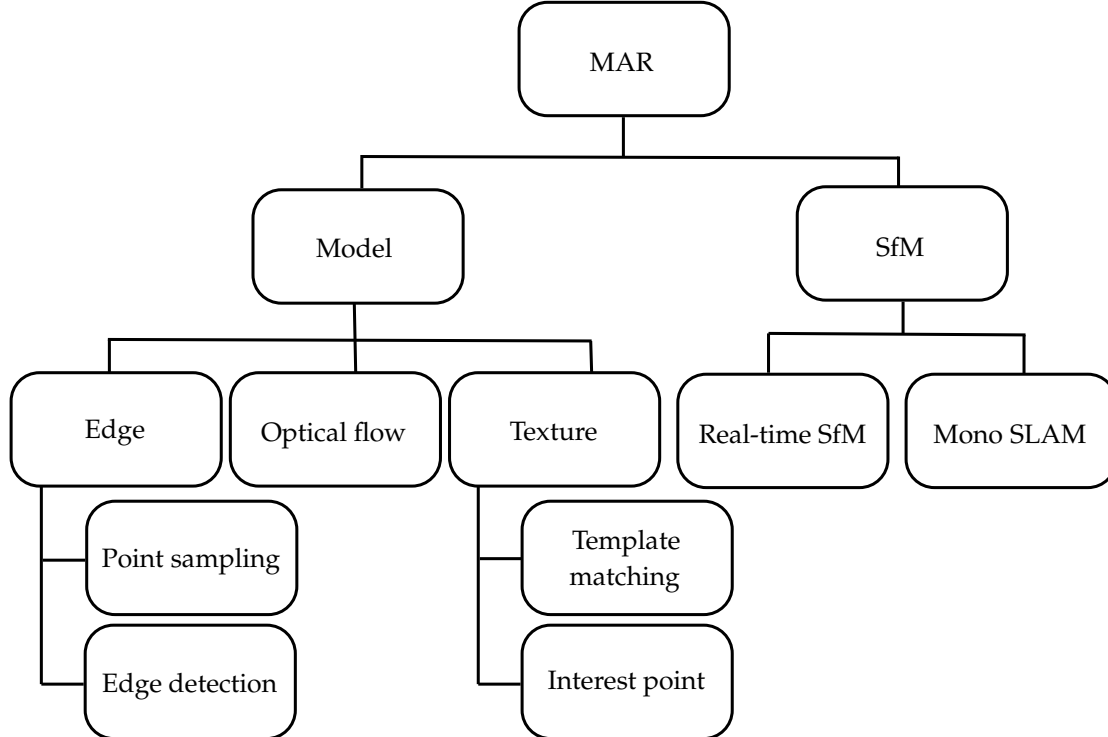 MAR
Model
SfM
Edge
Optical flow
Texture
Real-time SfM
Mono SLAM
Point sampling
Template
matching
Edge detection
Interest point